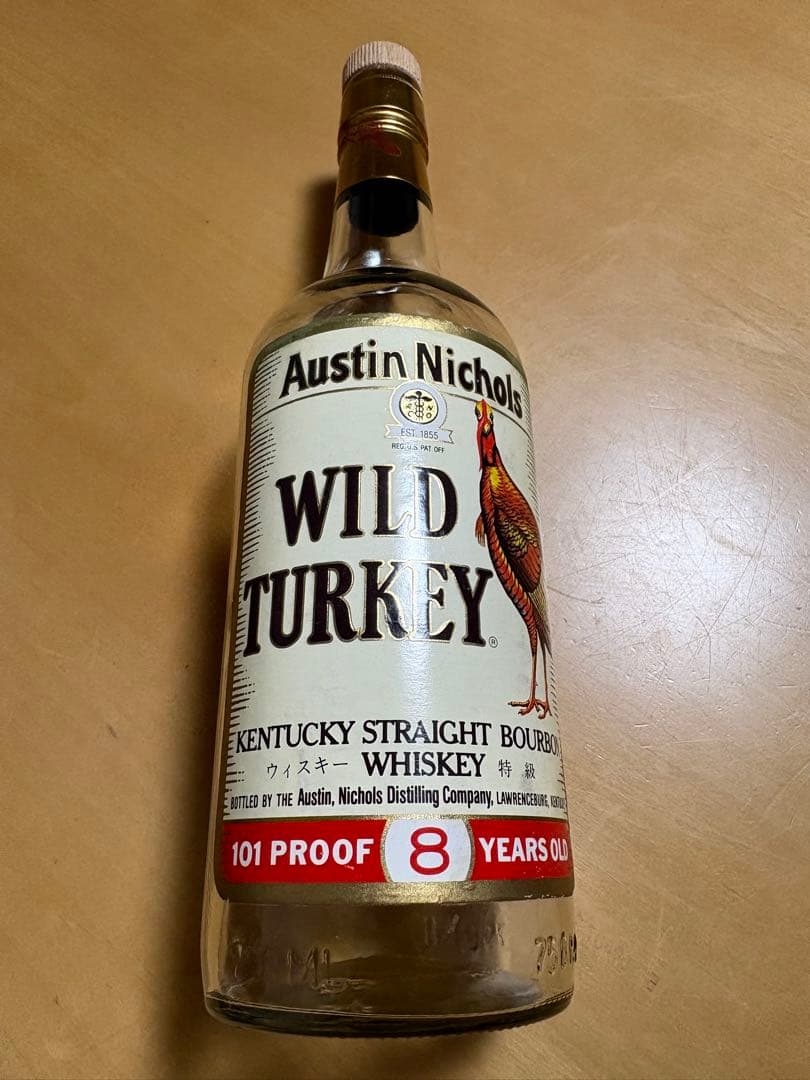 Austin Nichols
EST. 1855
REG. U.S. PAT. OFF.
WILD
TURKEY®
KENTUCKY STRAIGHT BOURBON
ウィスキー WHISKEY 特級
BOTTLED BY THE Austin, Nichols Distilling Company, LAWRENCEBURG,
101 PROOF 8 YEARS OLD
ML